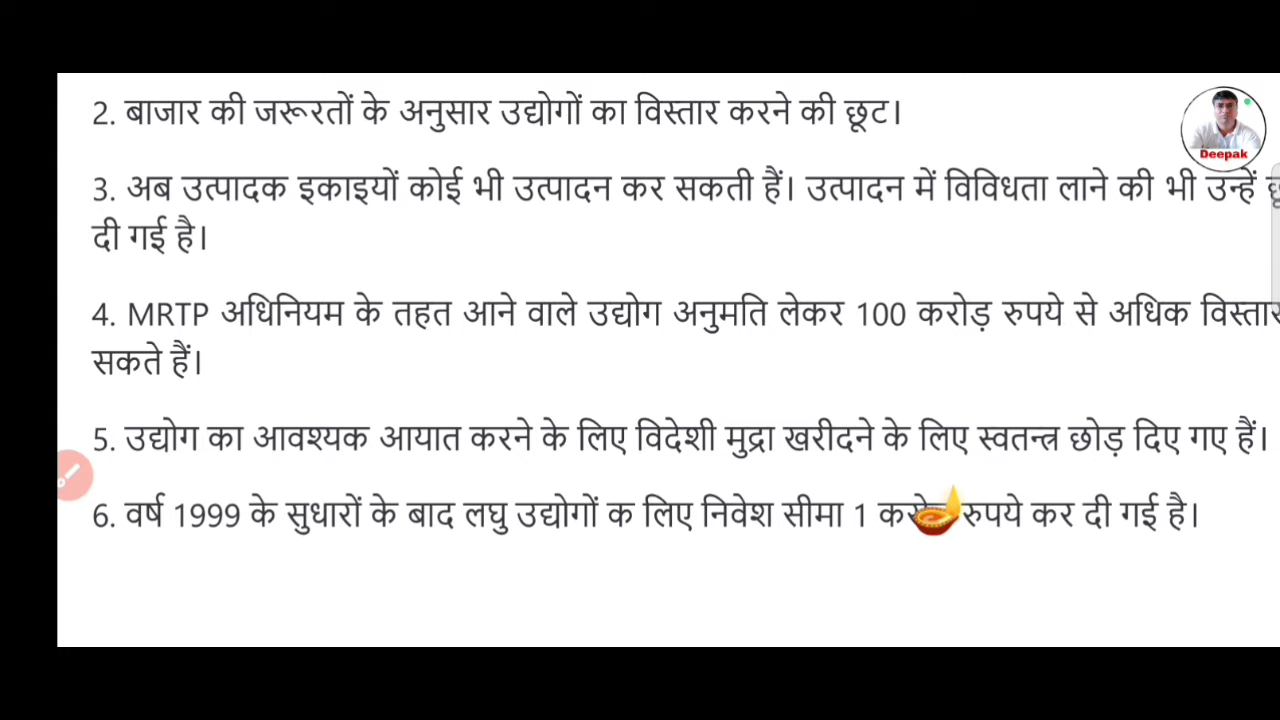 2. बाजार की जरूरतों के अनुसार उद्योगों का विस्तार करने की छूट।
Deepak
3. अब उत्पादक इकाइयों कोई भी उत्पादन कर सकती हैं। उत्पादन में विविधता लाने की भी उन्हें
दी गई है।
4. MRTP अधिनियम के तहत आने वाले उद्योग अनुमति लेकर 100 करोड़ रुपये से अधिक विस्तार
सकते हैं।
5. उद्योग का आवश्यक आयात करने के लिए विदेशी मुद्रा खरीदने के लिए स्वतन्त्र छोड़ दिए गए हैं।
6. वर्ष 1999 के सुधारों के बाद लघु उद्योगों क लिए निवेश सीमा 1 रुपये कर दी गई है।